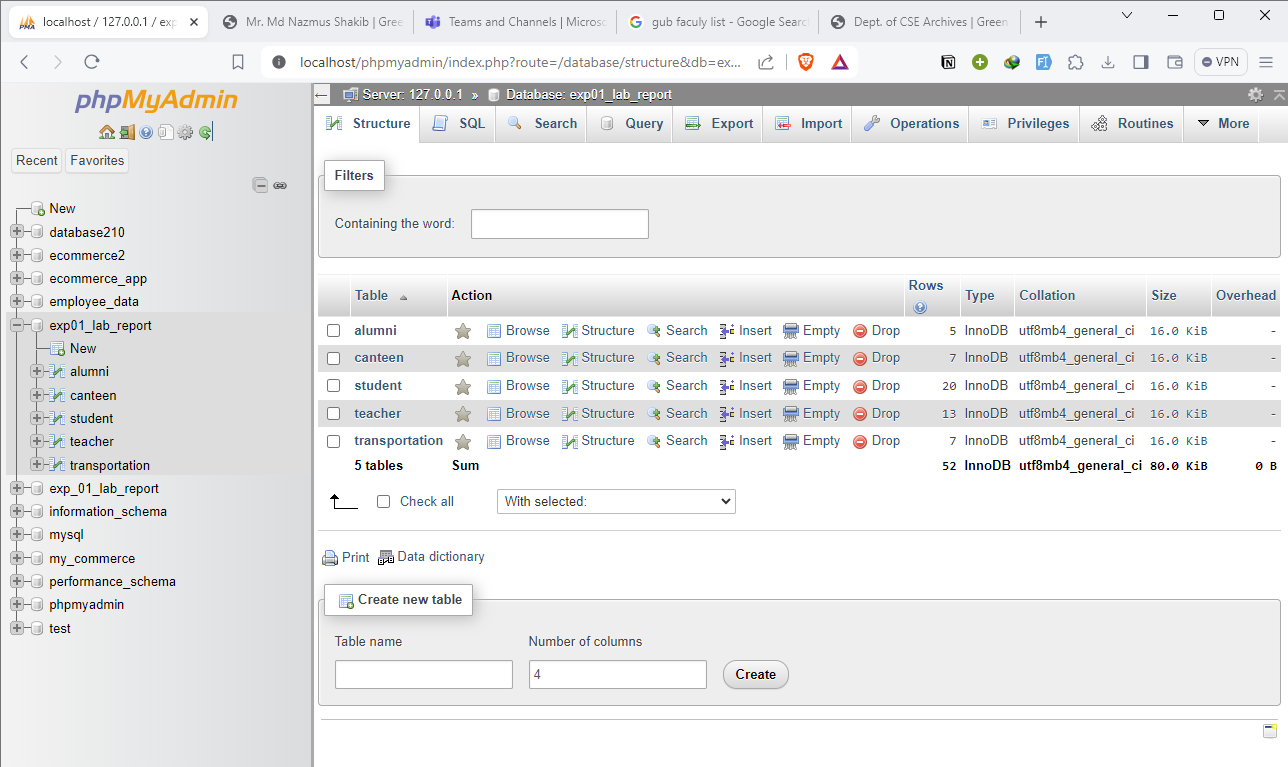 localhost / 127.0.0.1 / exp
Mr. Md Nazmus Shakib | Gree
Teams and Channels | Micros
gub faculy list - Google Searc
Dept. of CSE Archives | Green
localhost/phpmyadmin/index.php?route=/database/structure&db=ex...
VPN
phpMyAdmin
Recent Favorites
New
database210
ecommerce2
ecommerce_app
employee_data
exp01_lab_report
New
alumni
canteen
student
teacher
transportation
exp_01_lab_report
information_schema
mysql
my_commerce
performance_schema
phpmyadmin
test
Server: 127.0.0.1 » Database: exp01_lab_report
Structure SQL Search Query Export Import Operations Privileges Routines More
Filters
Containing the word:
Table Action Rows Type Collation Size Overhead
alumni Browse Structure Search Insert Empty Drop 5 InnoDB utf8mb4_general_ci 16.0 KiB -
canteen Browse Structure Search Insert Empty Drop 7 InnoDB utf8mb4_general_ci 16.0 KiB -
student Browse Structure Search Insert Empty Drop 20 InnoDB utf8mb4_general_ci 16.0 KiB -
teacher Browse Structure Search Insert Empty Drop 13 InnoDB utf8mb4_general_ci 16.0 KiB -
transportation Browse Structure Search Insert Empty Drop 7 InnoDB utf8mb4_general_ci 16.0 KiB -
5 tables Sum 52 InnoDB utf8mb4_general_ci 80.0 KiB 0 B
Check all With selected:
Print Data dictionary
Create new table
Table name Number of columns
4 Create